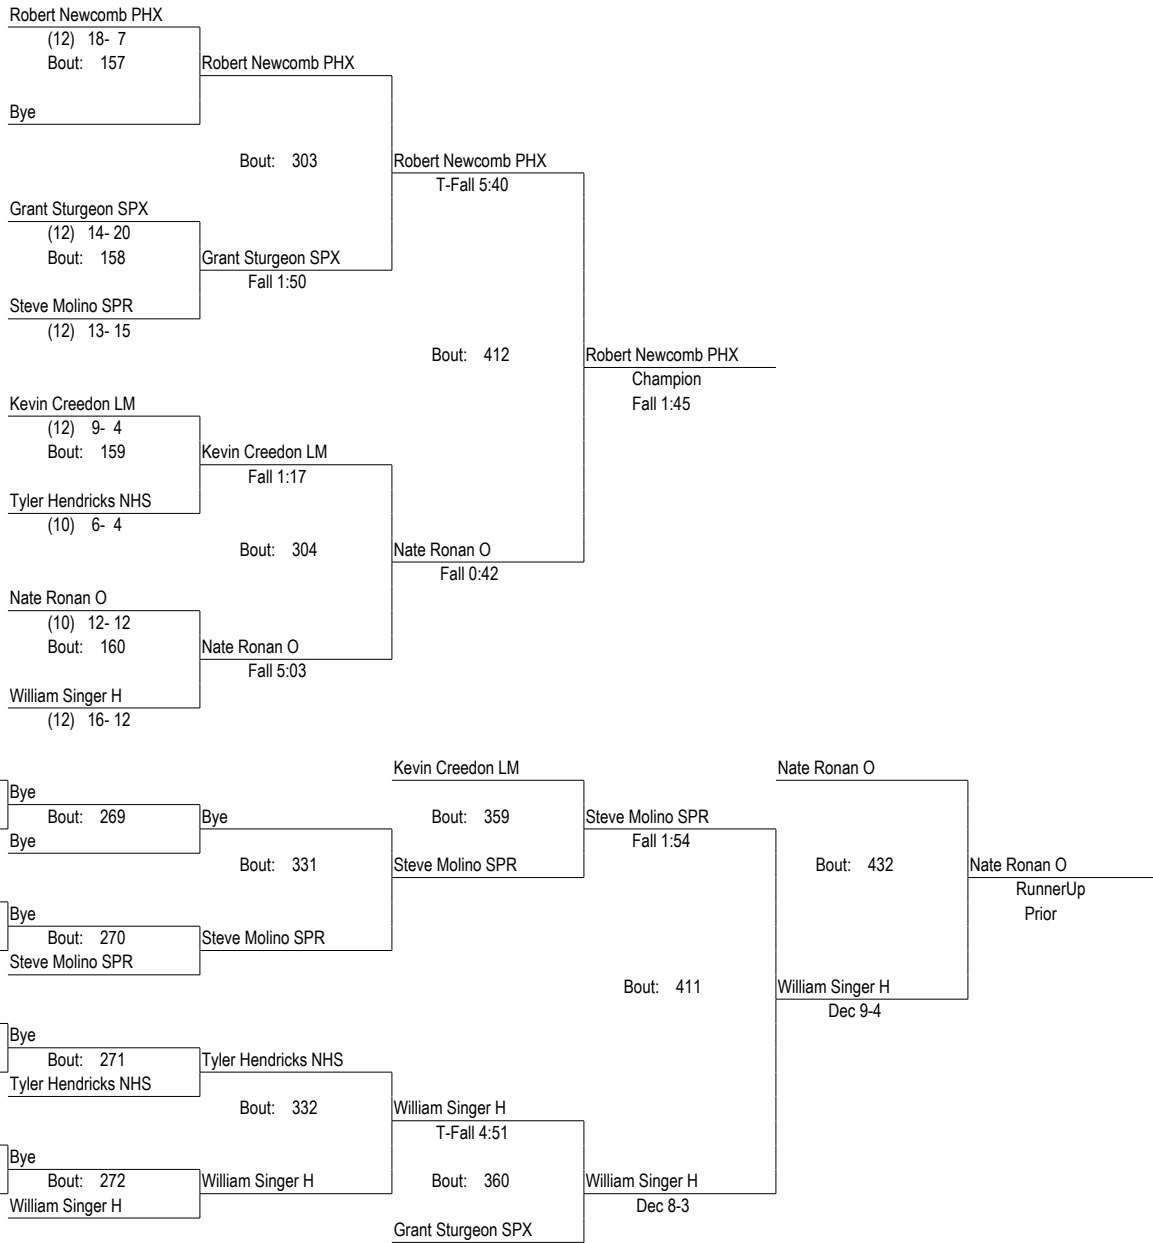 Robert Newcomb PHX
(12) 18- 7
Bout: 157
Robert Newcomb PHX
Bye
Bout: 303
Robert Newcomb PHX
T-Fall 5:40
Grant Sturgeon SPX
(12) 14- 20
Bout: 158
Grant Sturgeon SPX
Fall 1:50
Steve Molino SPR
(12) 13- 15
Bout: 412
Robert Newcomb PHX
Champion
Fall 1:45
Kevin Creedon LM
(12) 9- 4
Bout: 159
Kevin Creedon LM
Fall 1:17
Tyler Hendricks NHS
(10) 6- 4
Bout: 304
Nate Ronan O
Fall 0:42
Nate Ronan O
(10) 12- 12
Bout: 160
Nate Ronan O
Fall 5:03
William Singer H
(12) 16- 12
Kevin Creedon LM
Nate Ronan O
Bye
Bout: 269
Bye
Bout: 359
Steve Molino SPR
Fall 1:54
Bye
Bout: 331
Steve Molino SPR
Bout: 432
Nate Ronan O
RunnerUp
Prior
Bye
Bout: 270
Steve Molino SPR
Steve Molino SPR
Bout: 411
William Singer H
Dec 9-4
Bye
Bout: 271
Tyler Hendricks NHS
Tyler Hendricks NHS
Bout: 332
William Singer H
T-Fall 4:51
Bye
Bout: 272
William Singer H
Bout: 360
William Singer H
Dec 8-3
William Singer H
Grant Sturgeon SPX